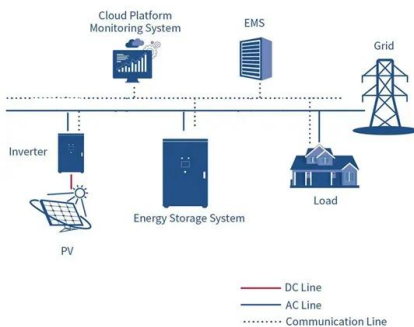 Cloud Platform
Monitoring System
EMS
Grid
Inverter
Energy Storage System
Load
PV
DC Line
AC Line
Communication Line